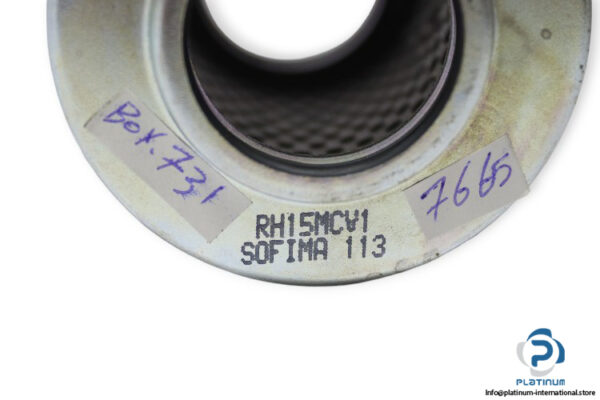 Box.731
7665
RH15MCV1
SOFIMA 113
PLATINUM
info@platinum-international.store